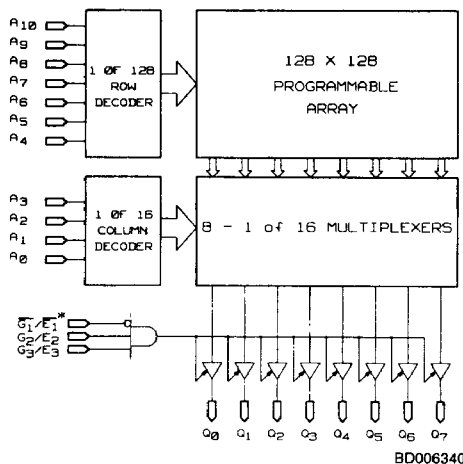 A10
A9
A8
A7
A6
A5
A4
1 OF 128
ROW
DECODER
128 X 128
PROGRAMMABLE
ARRAY
A3
A2
A1
A0
1 OF 16
COLUMN
DECODER
8 - 1 of 16 MULTIPLEXERS
G̅1/E̅1*
G2/E2
G3/E3
Q0 Q1 Q2 Q3 Q4 Q5 Q6 Q7
BD006340